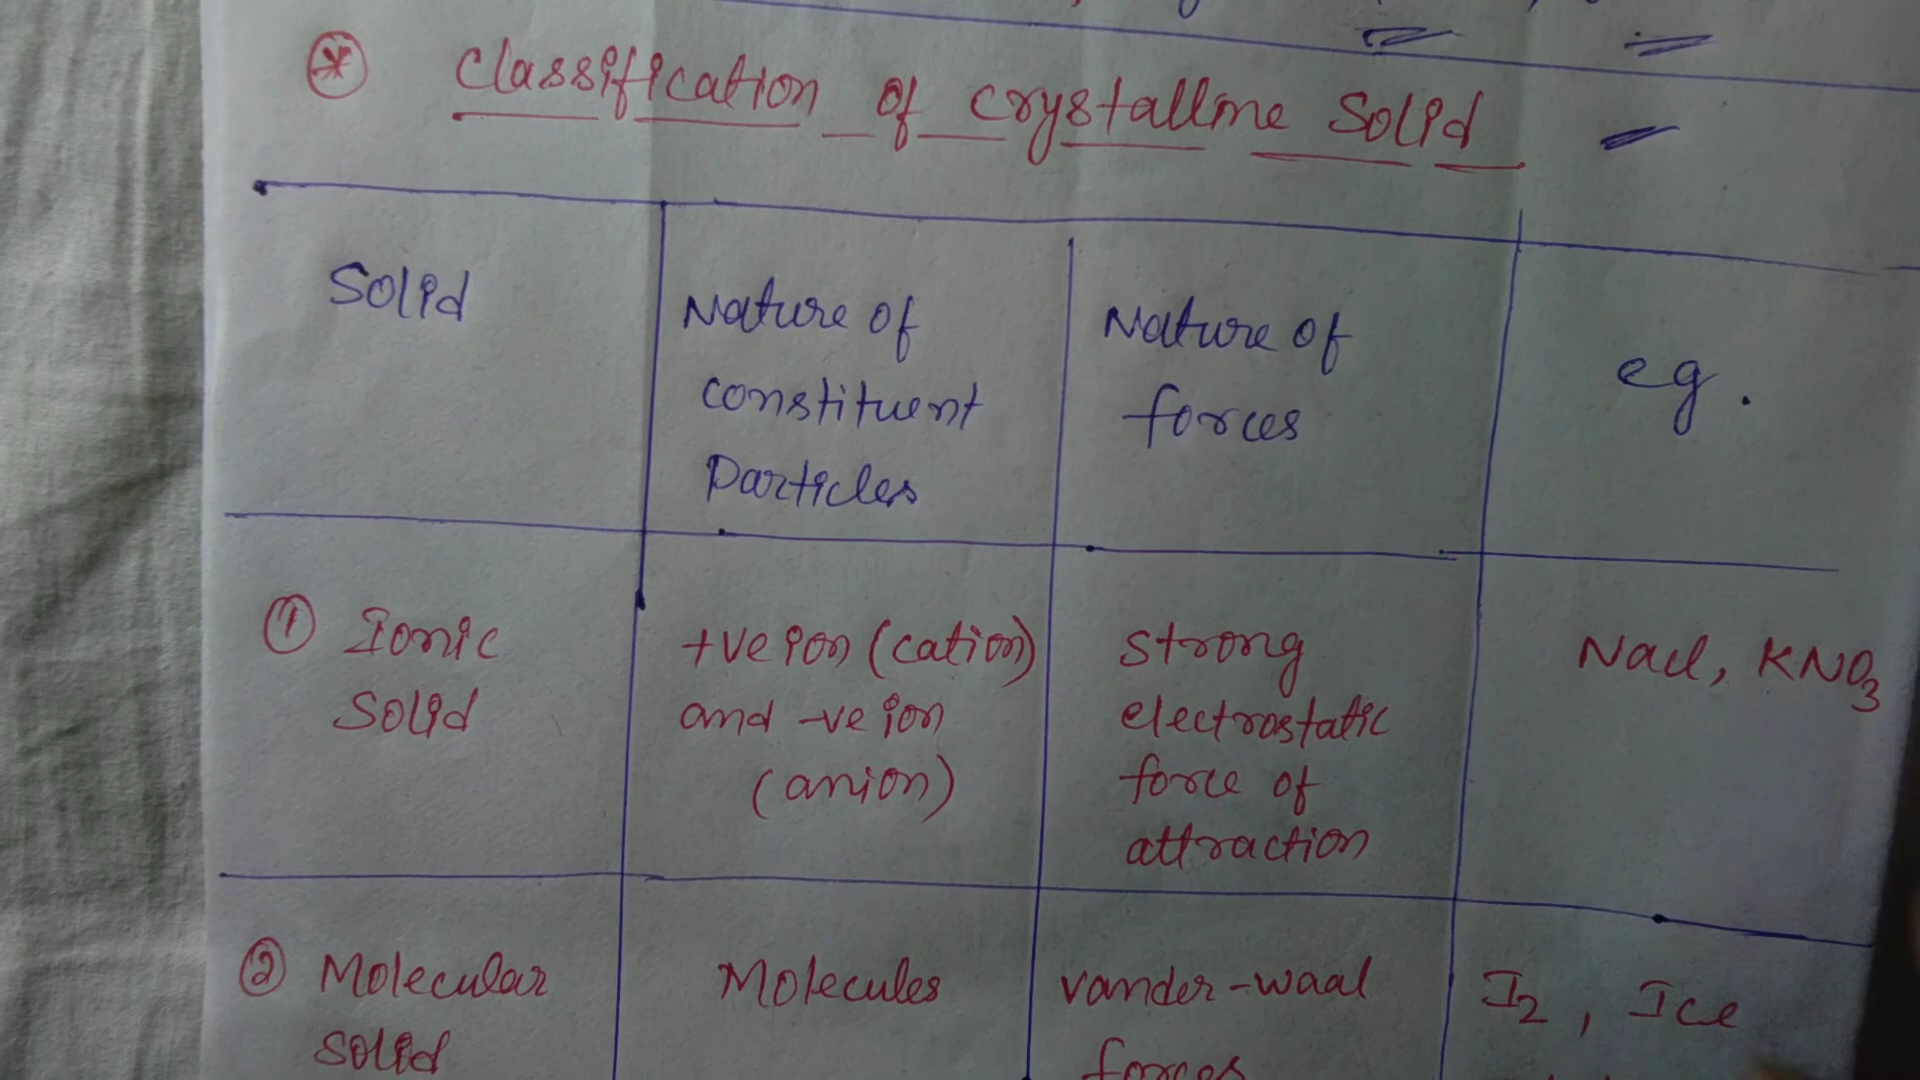 * Classification of Crystalline Solid
Solid
Nature of
constituent
Particles
Nature of
forces
eg.
① Ionic
Solid
+ve ion (cation)
and -ve ion
(anion)
strong
electrostatic
force of
attraction
NaCl, KNO3
② Molecular
solid
Molecules
vander-waal
forces
I2, Ice